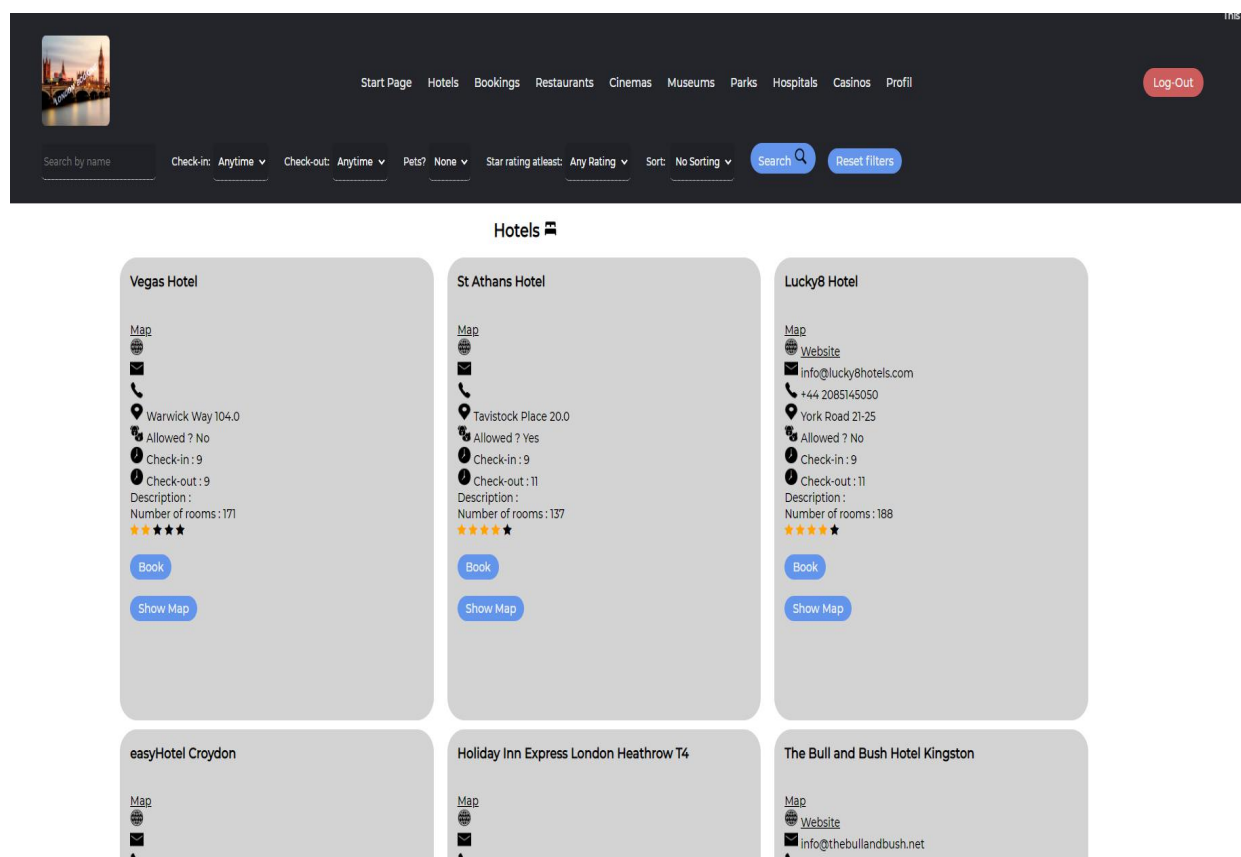 This
Start Page Hotels Bookings Restaurants Cinemas Museums Parks Hospitals Casinos Profil
Log-Out
Search by name Check-in: Anytime Check-out: Anytime Pets? None Star rating atleast: Any Rating Sort: No Sorting Search Reset filters
Hotels
Vegas Hotel
Map
Warwick Way 104.0
Allowed ? No
Check-in : 9
Check-out : 9
Description :
Number of rooms : 171
Book
Show Map
St Athans Hotel
Map
Tavistock Place 20.0
Allowed ? Yes
Check-in : 9
Check-out : 11
Description :
Number of rooms : 137
Book
Show Map
Lucky8 Hotel
Map
Website
info@lucky8hotels.com
+44 2085145050
York Road 21-25
Allowed ? No
Check-in : 9
Check-out : 11
Description :
Number of rooms : 188
Book
Show Map
easyHotel Croydon
Map
Holiday Inn Express London Heathrow T4
Map
The Bull and Bush Hotel Kingston
Map
Website
info@thebullandbush.net